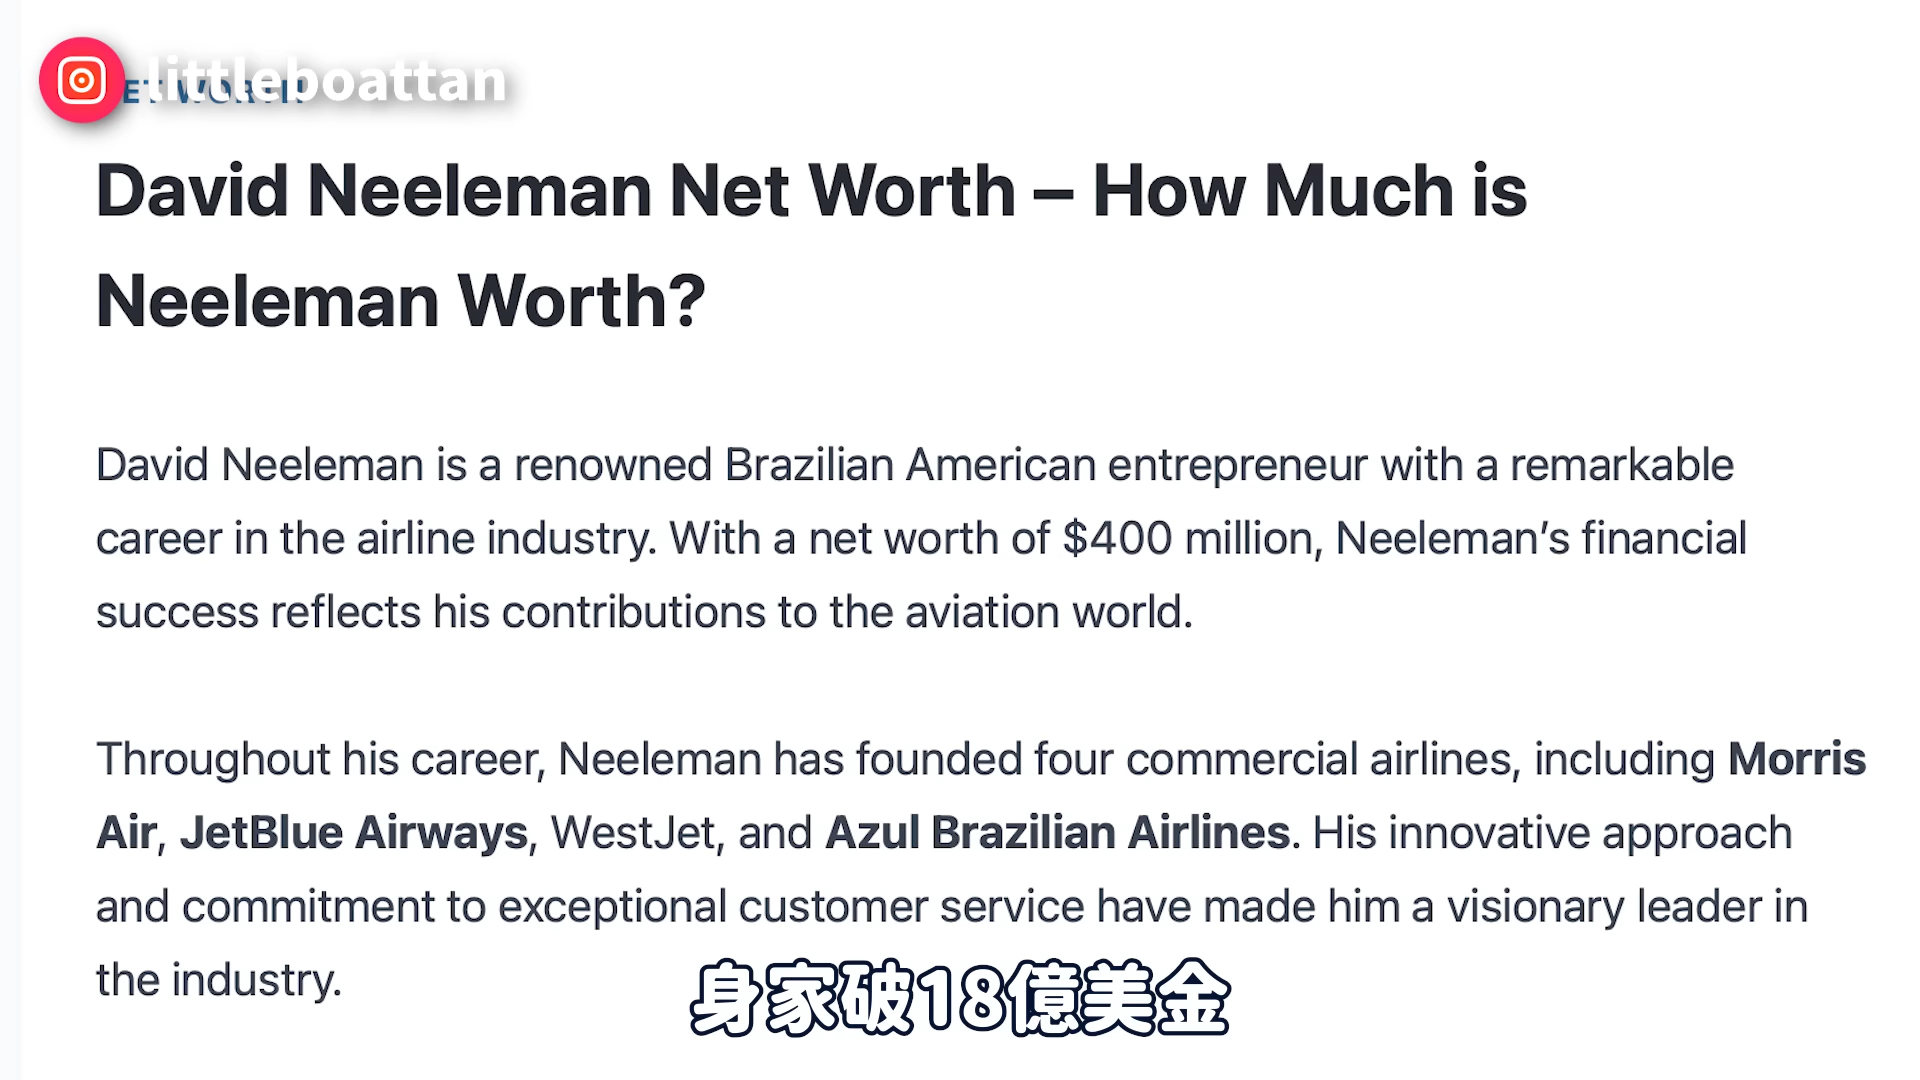 littleboattan
ET WORTH
David Neeleman Net Worth – How Much is
Neeleman Worth?
David Neeleman is a renowned Brazilian American entrepreneur with a remarkable
career in the airline industry. With a net worth of $400 million, Neeleman’s financial
success reflects his contributions to the aviation world.
Throughout his career, Neeleman has founded four commercial airlines, including Morris
Air, JetBlue Airways, WestJet, and Azul Brazilian Airlines. His innovative approach
and commitment to exceptional customer service have made him a visionary leader in
the industry.
身家破18億美金